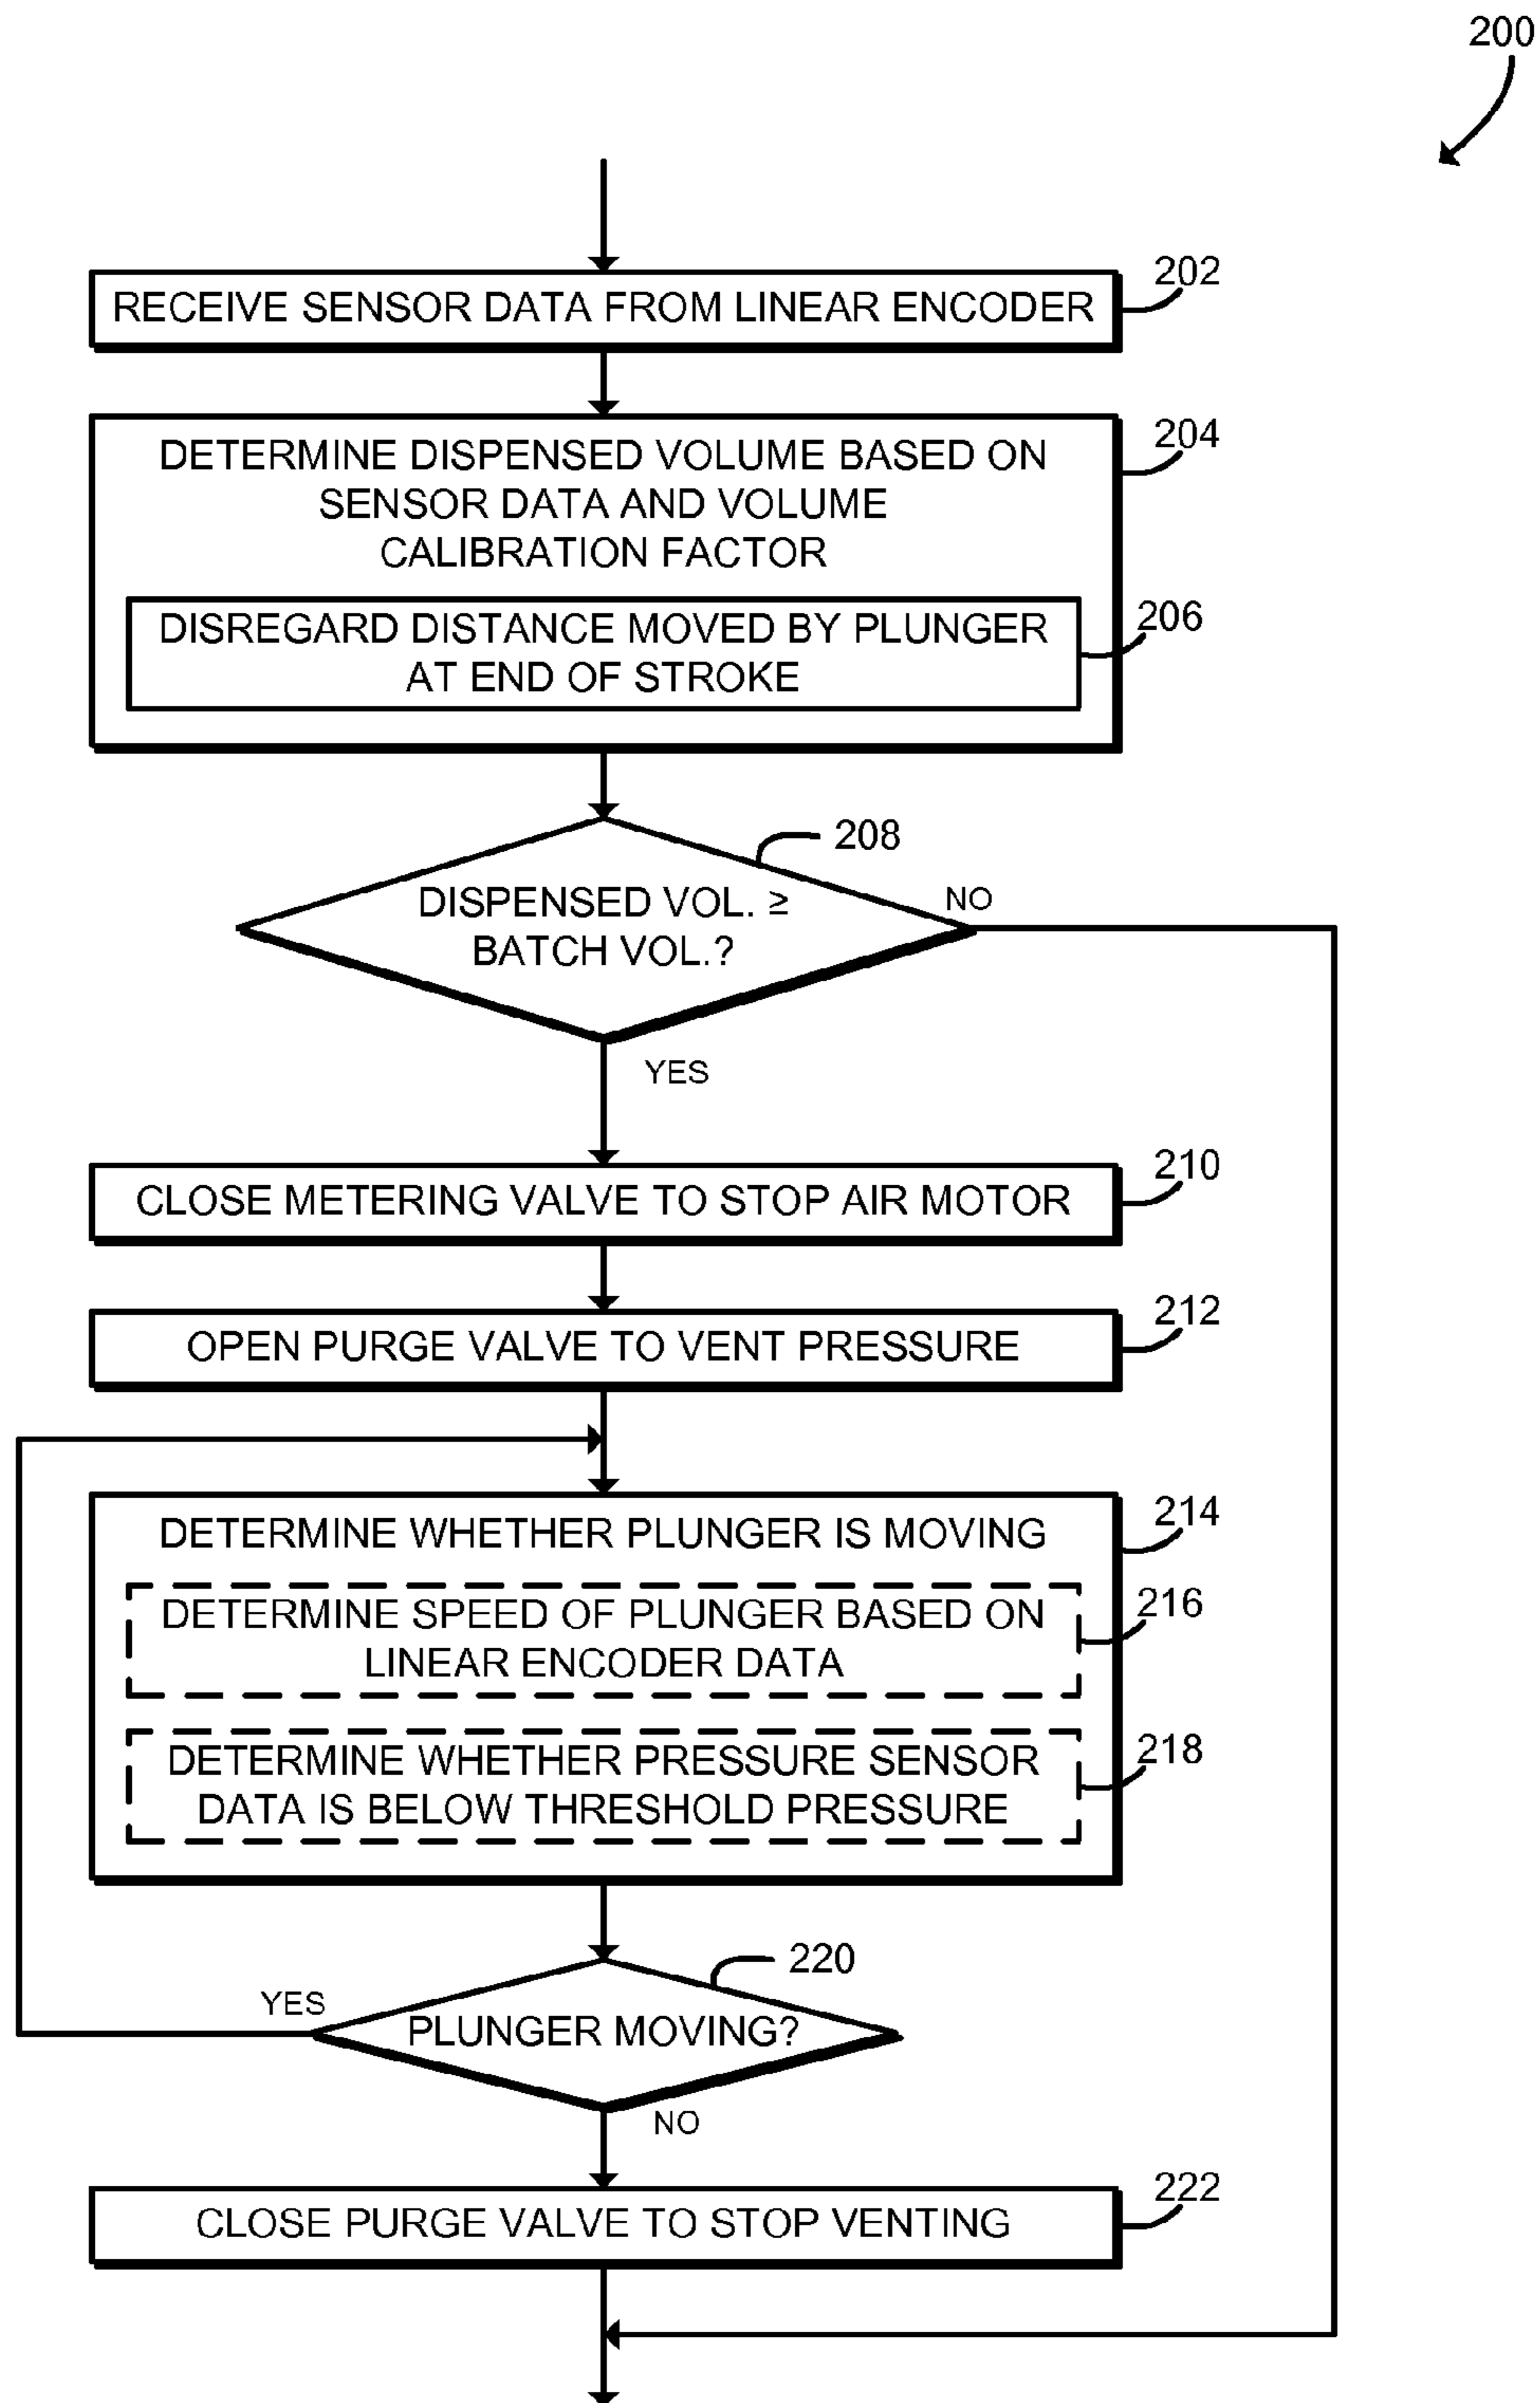 200
202
RECEIVE SENSOR DATA FROM LINEAR ENCODER
204
DETERMINE DISPENSED VOLUME BASED ON
SENSOR DATA AND VOLUME
CALIBRATION FACTOR
206
DISREGARD DISTANCE MOVED BY PLUNGER
AT END OF STROKE
208
DISPENSED VOL. ≥
BATCH VOL.?
NO
YES
210
CLOSE METERING VALVE TO STOP AIR MOTOR
212
OPEN PURGE VALVE TO VENT PRESSURE
214
DETERMINE WHETHER PLUNGER IS MOVING
216
DETERMINE SPEED OF PLUNGER BASED ON
LINEAR ENCODER DATA
218
DETERMINE WHETHER PRESSURE SENSOR
DATA IS BELOW THRESHOLD PRESSURE
220
YES
PLUNGER MOVING?
NO
222
CLOSE PURGE VALVE TO STOP VENTING